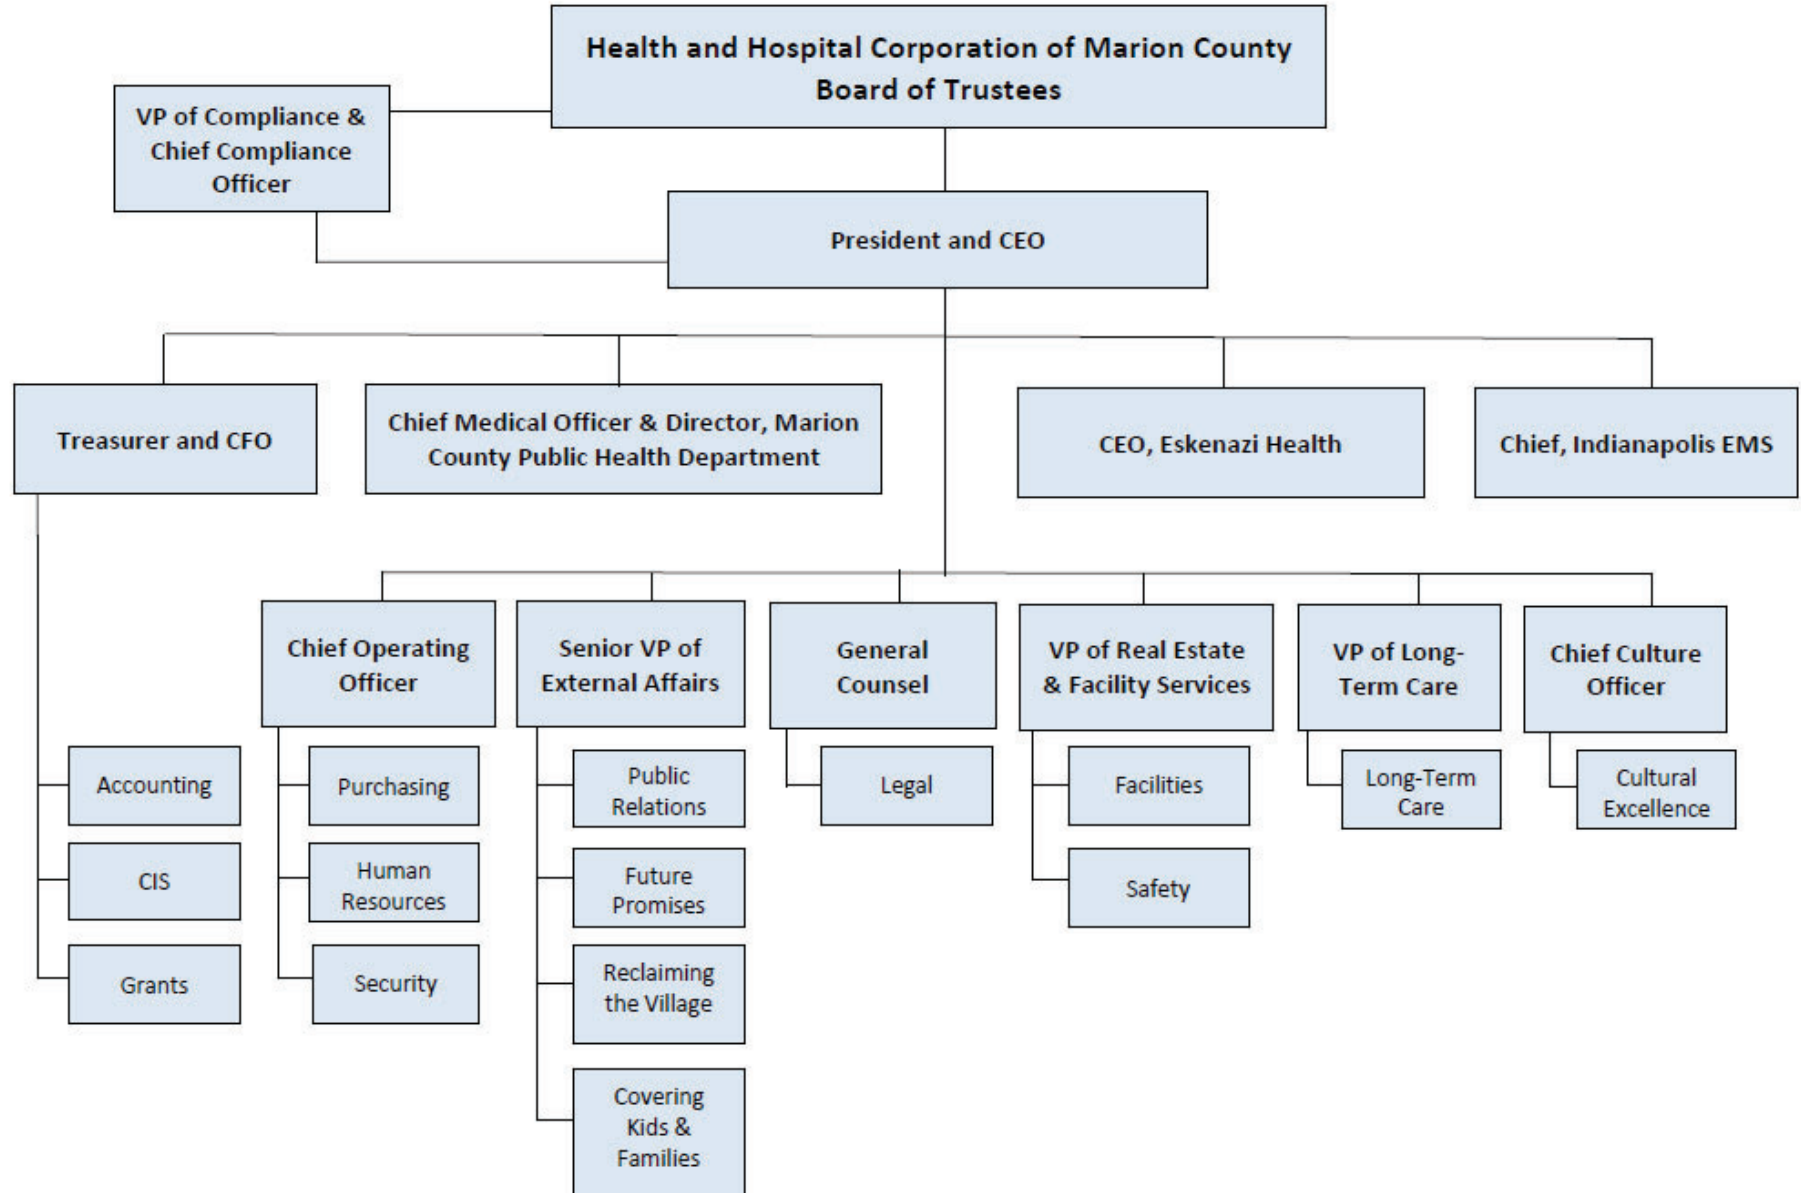 Health and Hospital Corporation of Marion County
Board of Trustees
VP of Compliance &
Chief Compliance
Officer
President and CEO
Treasurer and CFO
Chief Medical Officer & Director, Marion
County Public Health Department
CEO, Eskenazi Health
Chief, Indianapolis EMS
Chief Operating
Officer
Senior VP of
External Affairs
General
Counsel
VP of Real Estate
& Facility Services
VP of Long-
Term Care
Chief Culture
Officer
Accounting
CIS
Grants
Purchasing
Human
Resources
Security
Public
Relations
Future
Promises
Reclaiming
the Village
Covering
Kids &
Families
Legal
Facilities
Safety
Long-Term
Care
Cultural
Excellence